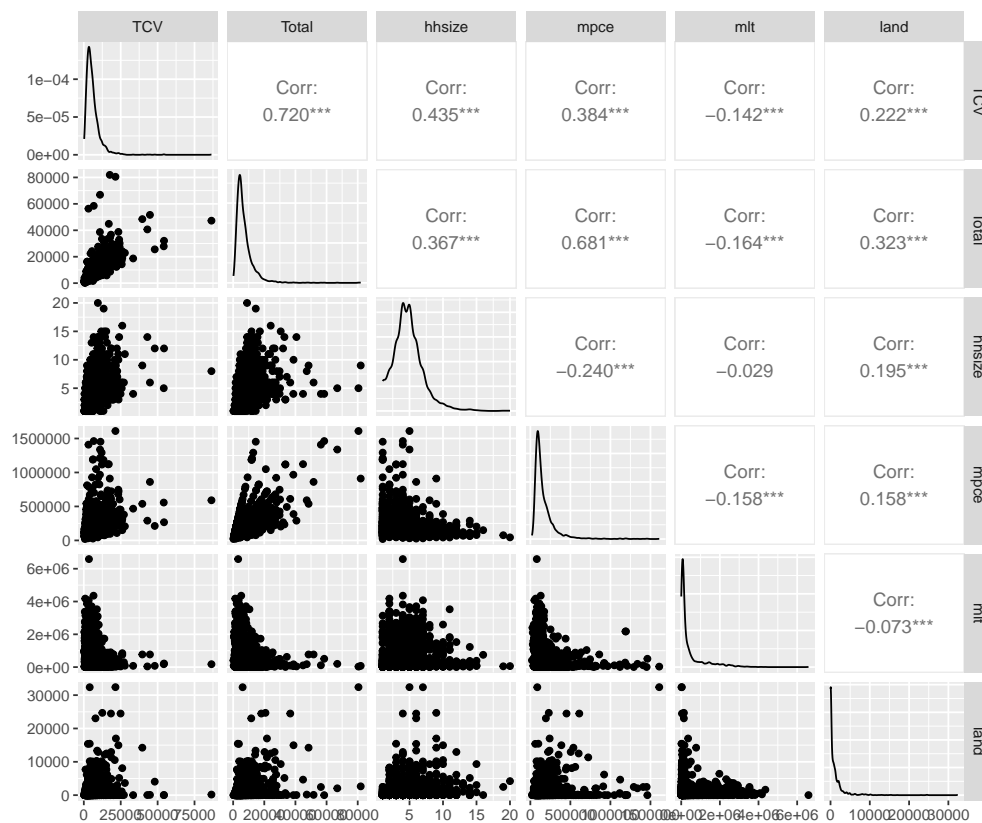 TCV Total hhsize mpce mlt land
1e−04
5e−05
0e+00
Corr:
0.720***
Corr:
0.435***
Corr:
0.384***
Corr:
−0.142***
Corr:
0.222***
TCV
80000
60000
40000
20000
0
Corr:
0.367***
Corr:
0.681***
Corr:
−0.164***
Corr:
0.323***
Total
20
15
10
5
Corr:
−0.240***
Corr:
−0.029
Corr:
0.195***
hhsize
1500000
1000000
500000
0
Corr:
−0.158***
Corr:
0.158***
mpce
6e+06
4e+06
2e+06
0e+00
Corr:
−0.073***
mlt
30000
20000
10000
0
land
0 25000 50000 75000 0 20000 40000 60000 80000 5 10 15 20 0 500000 1000000 1500000 0e+00 2e+06 4e+06 6e+06 0 10000 20000 30000